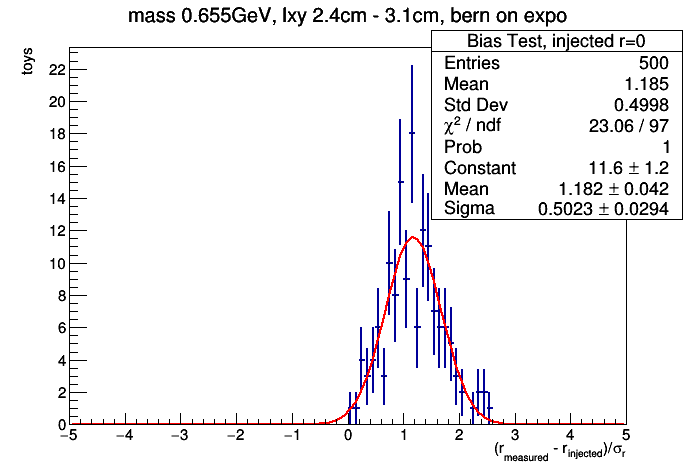 mass 0.655GeV, lxy 2.4cm - 3.1cm, bern on expo
Bias Test, injected r=0
Entries 500
Mean 1.185
Std Dev 0.4998
χ² / ndf 23.06 / 97
Prob 1
Constant 11.6 ± 1.2
Mean 1.182 ± 0.042
Sigma 0.5023 ± 0.0294
toys
22
20
18
16
14
12
10
8
6
4
2
0
−5 −4 −3 −2 −1 0 1 2 3 4 5
(r_measured - r_injected)/σ_r